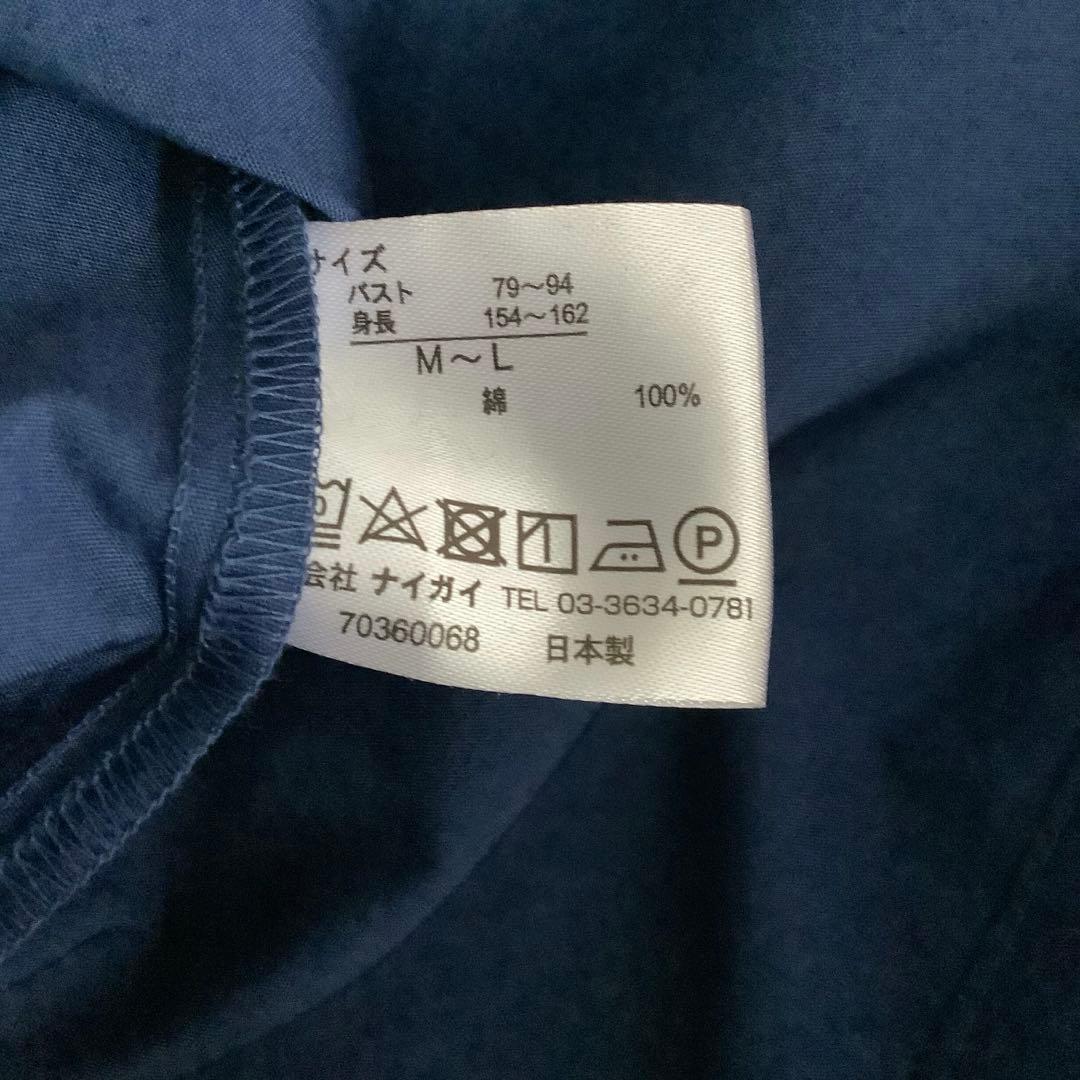 サイズ
バスト 79～94
身長 154～162
M～L
綿 100%
P
会社 ナイガイ TEL 03-3634-0781
70360068 日本製